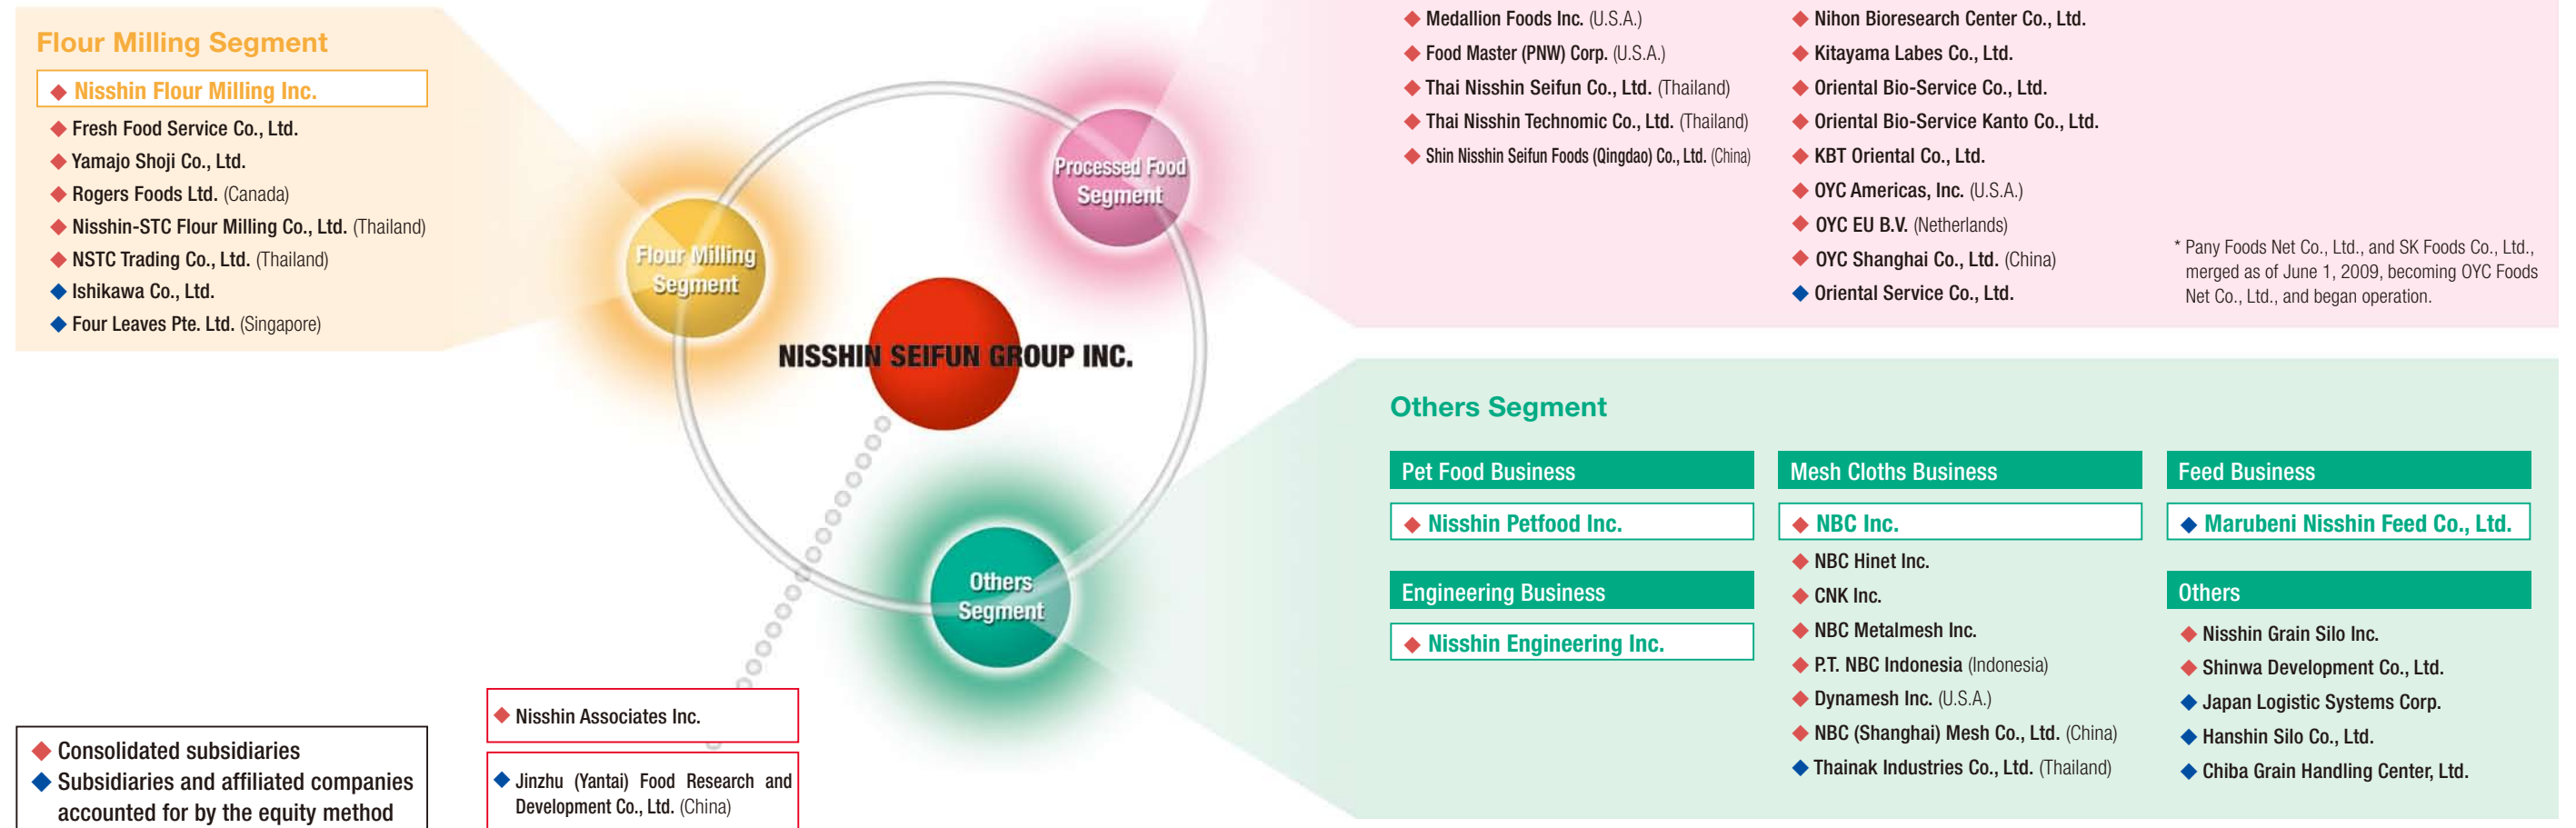 Flour Milling Segment
◆ Nisshin Flour Milling Inc.
◆ Fresh Food Service Co., Ltd.
◆ Yamajo Shoji Co., Ltd.
◆ Rogers Foods Ltd. (Canada)
◆ Nisshin-STC Flour Milling Co., Ltd. (Thailand)
◆ NSTC Trading Co., Ltd. (Thailand)
◆ Ishikawa Co., Ltd.
◆ Four Leaves Pte. Ltd. (Singapore)
Flour Milling
Segment
Processed Food
Segment
NISSHIN SEIFUN GROUP INC.
Others
Segment
◆ Medallion Foods Inc. (U.S.A.)
◆ Food Master (PNW) Corp. (U.S.A.)
◆ Thai Nisshin Seifun Co., Ltd. (Thailand)
◆ Thai Nisshin Technomic Co., Ltd. (Thailand)
◆ Shin Nisshin Seifun Foods (Qingdao) Co., Ltd. (China)
◆ Nihon Bioresearch Center Co., Ltd.
◆ Kitayama Labes Co., Ltd.
◆ Oriental Bio-Service Co., Ltd.
◆ Oriental Bio-Service Kanto Co., Ltd.
◆ KBT Oriental Co., Ltd.
◆ OYC Americas, Inc. (U.S.A.)
◆ OYC EU B.V. (Netherlands)
◆ OYC Shanghai Co., Ltd. (China)
◆ Oriental Service Co., Ltd.
* Pany Foods Net Co., Ltd., and SK Foods Co., Ltd.,
merged as of June 1, 2009, becoming OYC Foods
Net Co., Ltd., and began operation.
Others Segment
Pet Food Business
◆ Nisshin Petfood Inc.
Engineering Business
◆ Nisshin Engineering Inc.
Mesh Cloths Business
◆ NBC Inc.
◆ NBC Hinet Inc.
◆ CNK Inc.
◆ NBC Metalmesh Inc.
◆ P.T. NBC Indonesia (Indonesia)
◆ Dynamesh Inc. (U.S.A.)
◆ NBC (Shanghai) Mesh Co., Ltd. (China)
◆ Thainak Industries Co., Ltd. (Thailand)
Feed Business
◆ Marubeni Nisshin Feed Co., Ltd.
Others
◆ Nisshin Grain Silo Inc.
◆ Shinwa Development Co., Ltd.
◆ Japan Logistic Systems Corp.
◆ Hanshin Silo Co., Ltd.
◆ Chiba Grain Handling Center, Ltd.
◆ Nisshin Associates Inc.
◆ Jinzhu (Yantai) Food Research and
Development Co., Ltd. (China)
◆ Consolidated subsidiaries
◆ Subsidiaries and affiliated companies
accounted for by the equity method